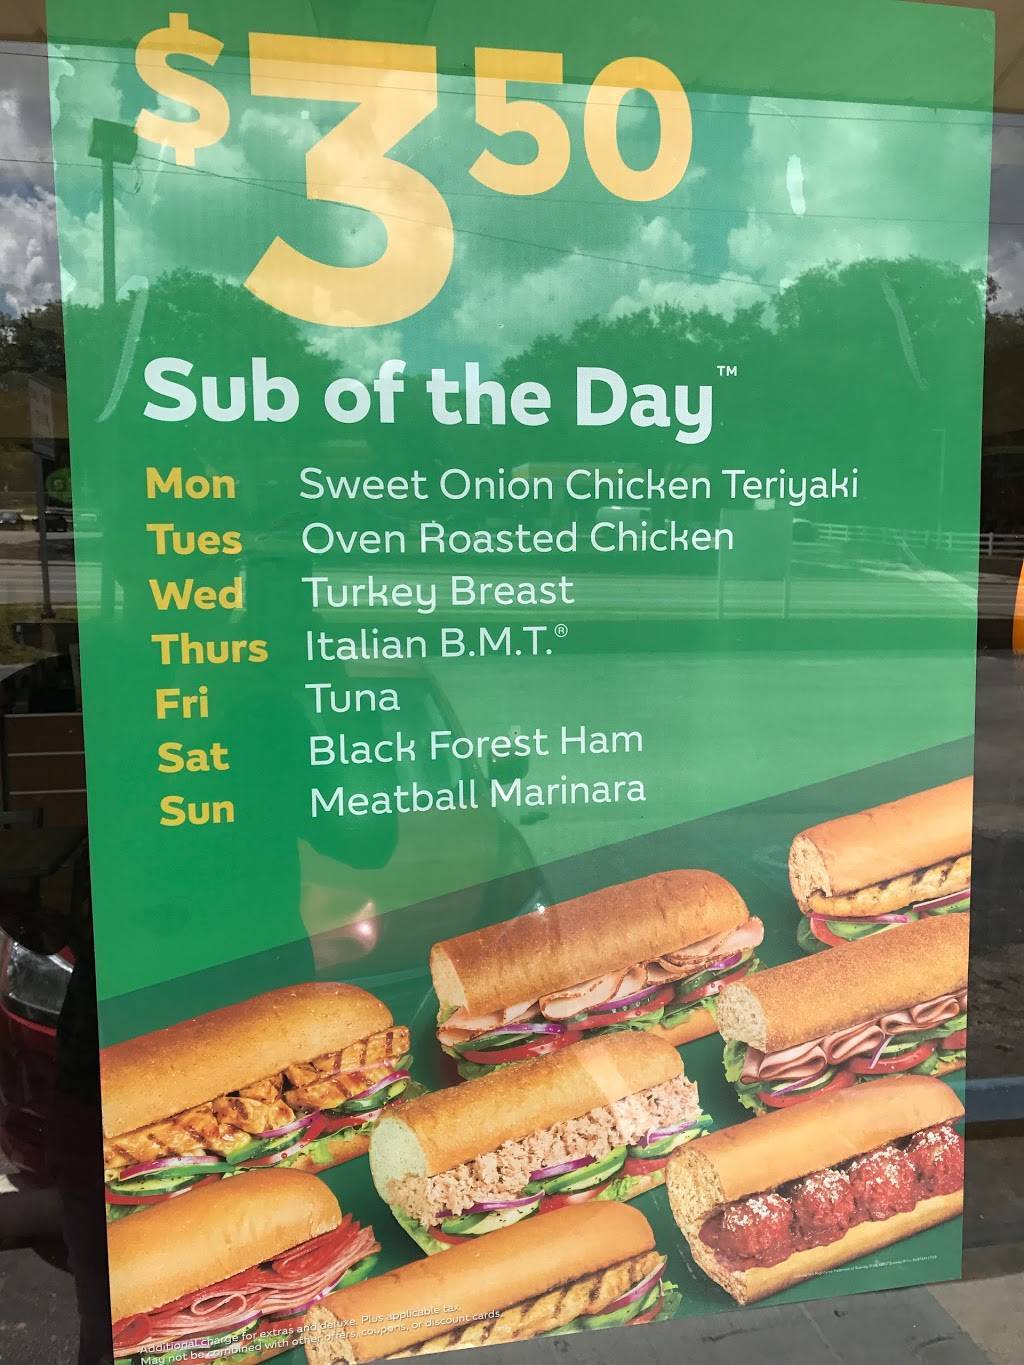 $3.50
Sub of the Day™
Mon Sweet Onion Chicken Teriyaki
Tues Oven Roasted Chicken
Wed Turkey Breast
Thurs Italian B.M.T.®
Fri Tuna
Sat Black Forest Ham
Sun Meatball Marinara
Additional charge for extras and deluxe. Plus applicable tax.
May not be combined with other offers, coupons, or discount cards.